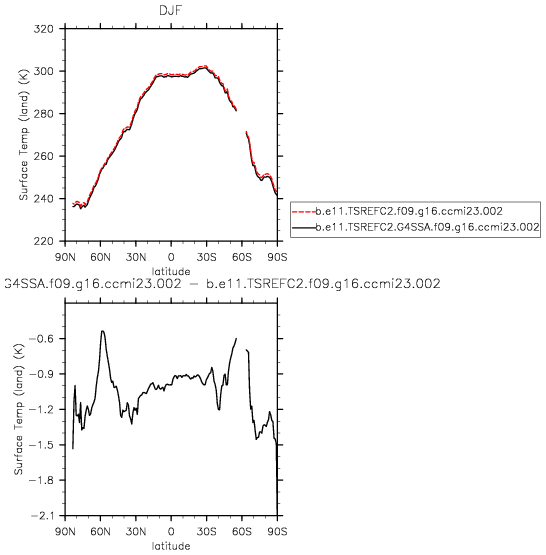 DJF
320
300
280
260
240
220
Surface Temp (land) (K)
90N 60N 30N 0 30S 60S 90S
latitude
b.e11.TSREFC2.f09.g16.ccmi23.002
b.e11.TSREFC2.G4SSA.f09.g16.ccmi23.002
G4SSA.f09.g16.ccmi23.002 − b.e11.TSREFC2.f09.g16.ccmi23.002
−0.6
−0.9
−1.2
−1.5
−1.8
−2.1
Surface Temp (land) (K)
90N 60N 30N 0 30S 60S 90S
latitude